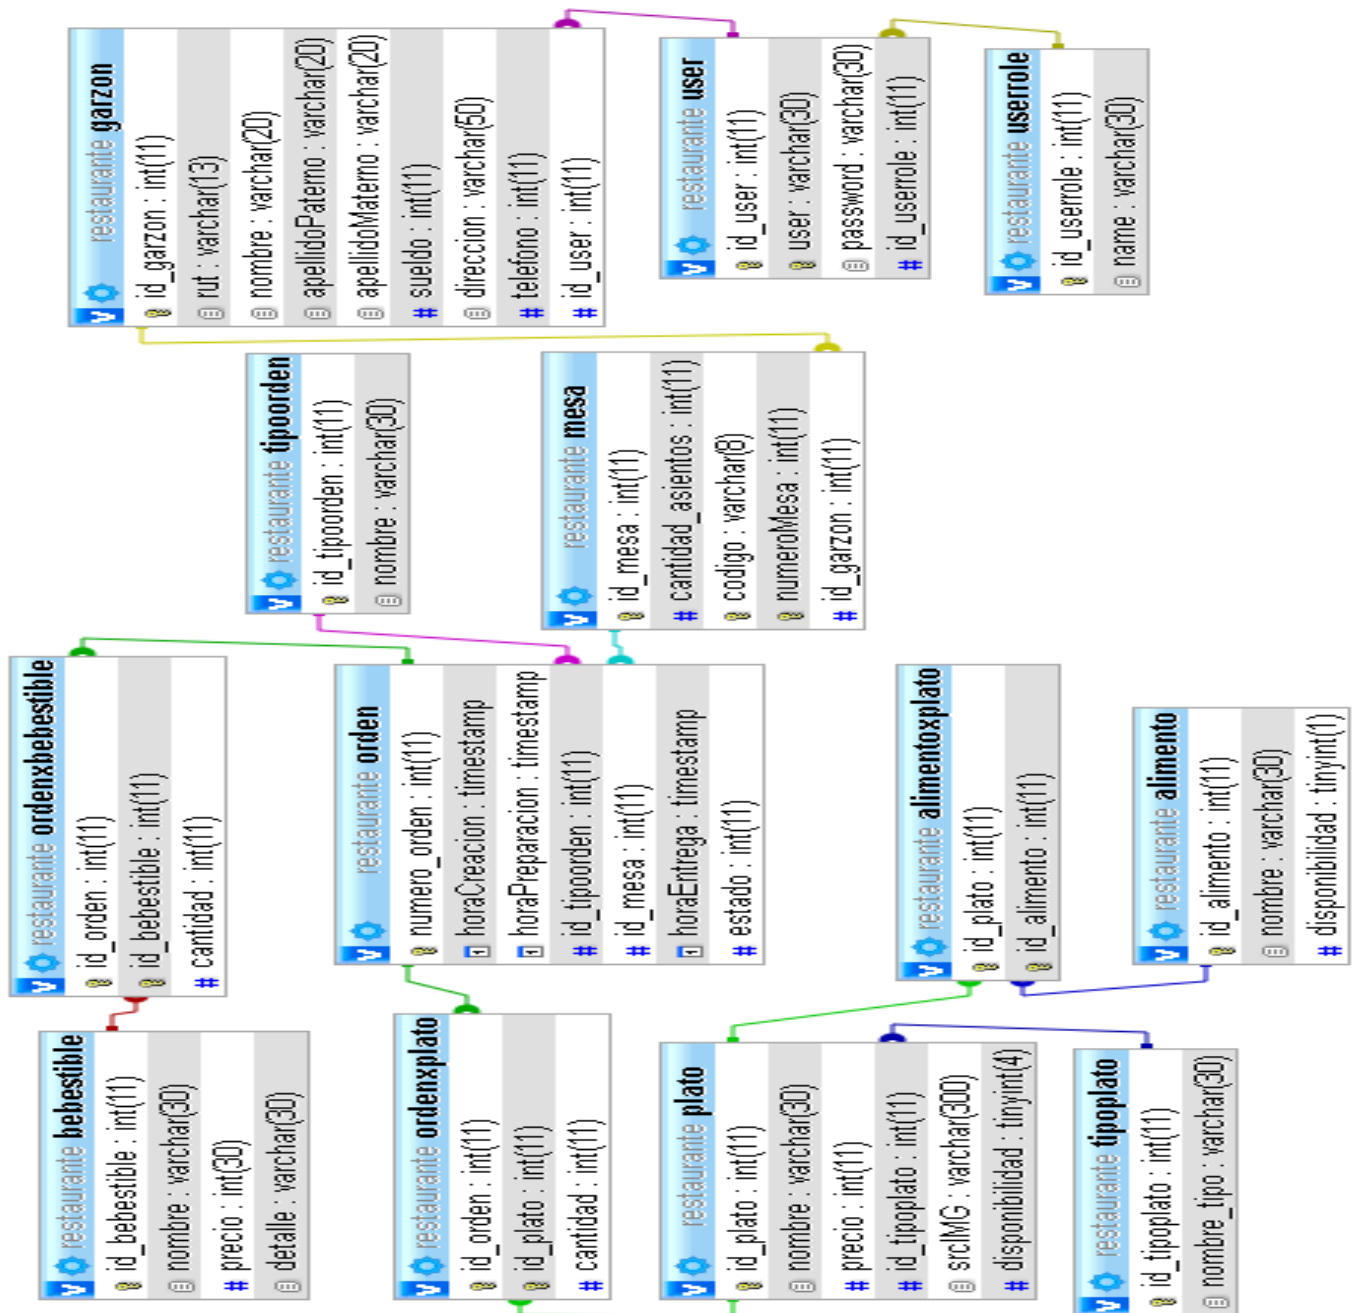 v restaurante bebestible
id_bebestible : int(11)
nombre : varchar(30)
# precio : int(30)
detalle : varchar(30)
v restaurante ordenxplato
id_orden : int(11)
id_plato : int(11)
# cantidad : int(11)
v restaurante plato
id_plato : int(11)
nombre : varchar(30)
# precio : int(11)
# id_tipoplato : int(11)
srcIMG : varchar(300)
# disponibilidad : tinyint(4)
v restaurante tipoplato
id_tipoplato : int(11)
nombre_tipo : varchar(30)
v restaurante ordenxbebestible
id_orden : int(11)
id_bebestible : int(11)
# cantidad : int(11)
v restaurante orden
numero_orden : int(11)
horaCreacion : timestamp
horaPreparacion : timestamp
# id_tipoorden : int(11)
# id_mesa : int(11)
horaEntrega : timestamp
# estado : int(11)
v restaurante alimentoxplato
id_plato : int(11)
id_alimento : int(11)
v restaurante alimento
id_alimento : int(11)
nombre : varchar(30)
# disponibilidad : tinyint(1)
v restaurante tipoorden
id_tipoorden : int(11)
nombre : varchar(30)
v restaurante mesa
id_mesa : int(11)
# cantidad_asientos : int(11)
codigo : varchar(8)
numeroMesa : int(11)
# id_garzon : int(11)
v restaurante garzon
id_garzon : int(11)
rut : varchar(13)
nombre : varchar(20)
apellidoPaterno : varchar(20)
apellidoMaterno : varchar(20)
# sueldo : int(11)
direccion : varchar(50)
# telefono : int(11)
# id_user : int(11)
v restaurante user
id_user : int(11)
user : varchar(30)
password : varchar(30)
# id_userrole : int(11)
v restaurante userrole
id_userrole : int(11)
name : varchar(30)